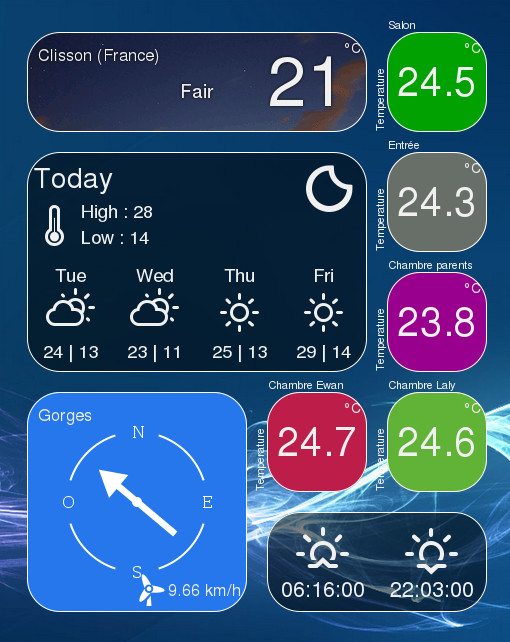 Salon
Clisson (France)
°C
Fair
21
°C
Temperature
24.5
Entrée
Today
High : 28
Low : 14
°C
Temperature
24.3
Tue
Wed
Thu
Fri
24 | 13
23 | 11
25 | 13
29 | 14
Chambre parents
°C
Temperature
23.8
Chambre Ewan
Chambre Laly
Gorges
N
O
E
S
9.66 km/h
°C
Temperature
24.7
°C
Temperature
24.6
06:16:00
22:03:00